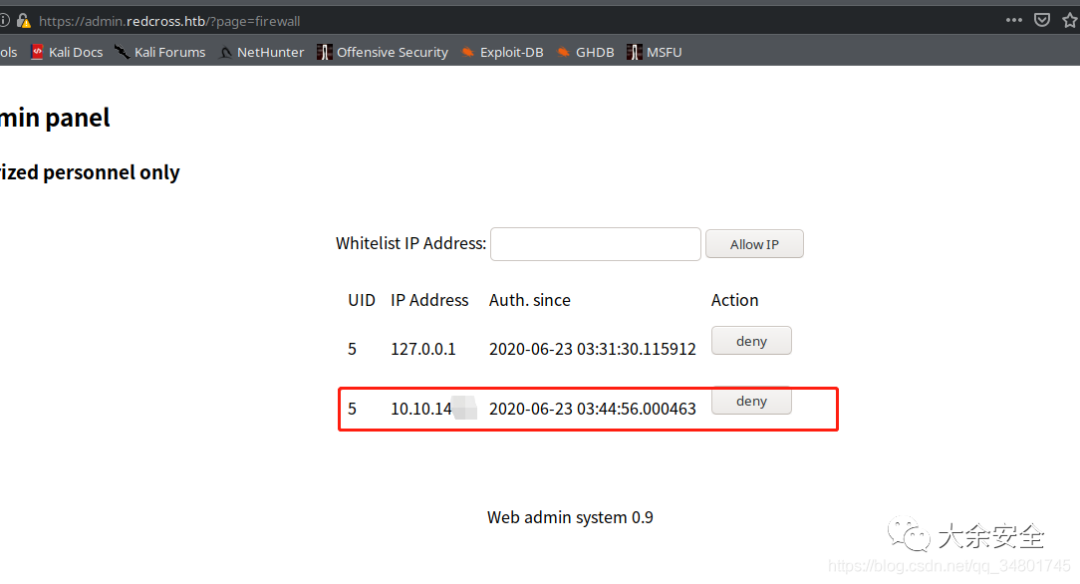 https://admin.redcross.htb/?page=firewall
ols Kali Docs Kali Forums NetHunter Offensive Security Exploit-DB GHDB MSFU
min panel
rized personnel only
Whitelist IP Address: Allow IP
UID IP Address Auth. since Action
5 127.0.0.1 2020-06-23 03:31:30.115912 deny
5 10.10.14 2020-06-23 03:44:56.000463 deny
Web admin system 0.9
大余安全
https://blog.csdn.net/qq_34801745